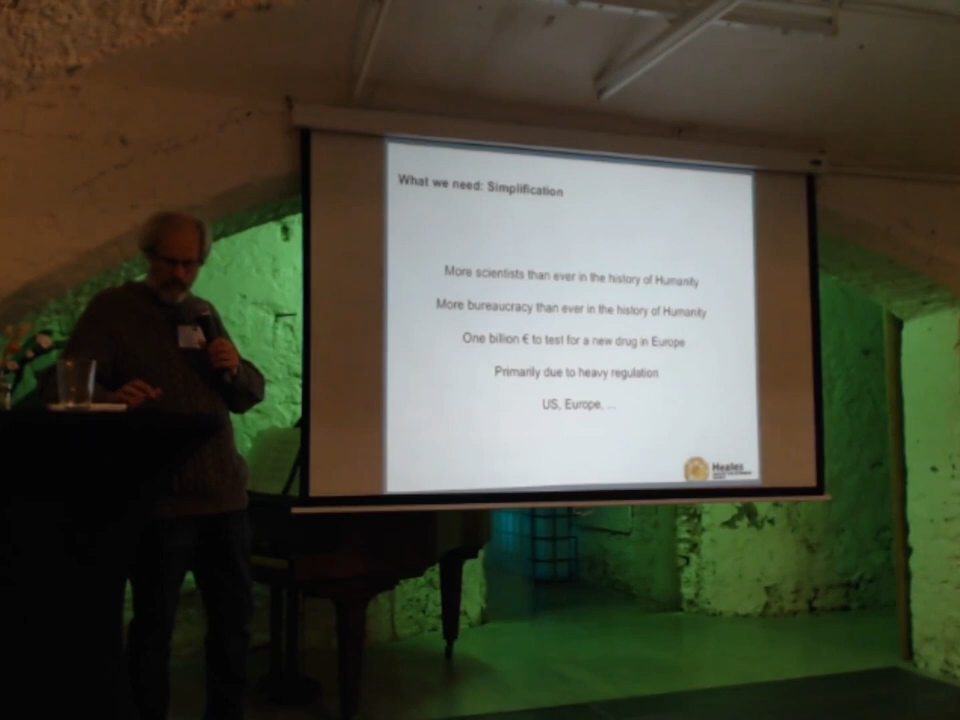 What we need: Simplification
More scientists than ever in the history of Humanity
More bureaucracy than ever in the history of Humanity
One billion € to test for a new drug in Europe
Primarily due to heavy regulation
US, Europe, ...
Heales